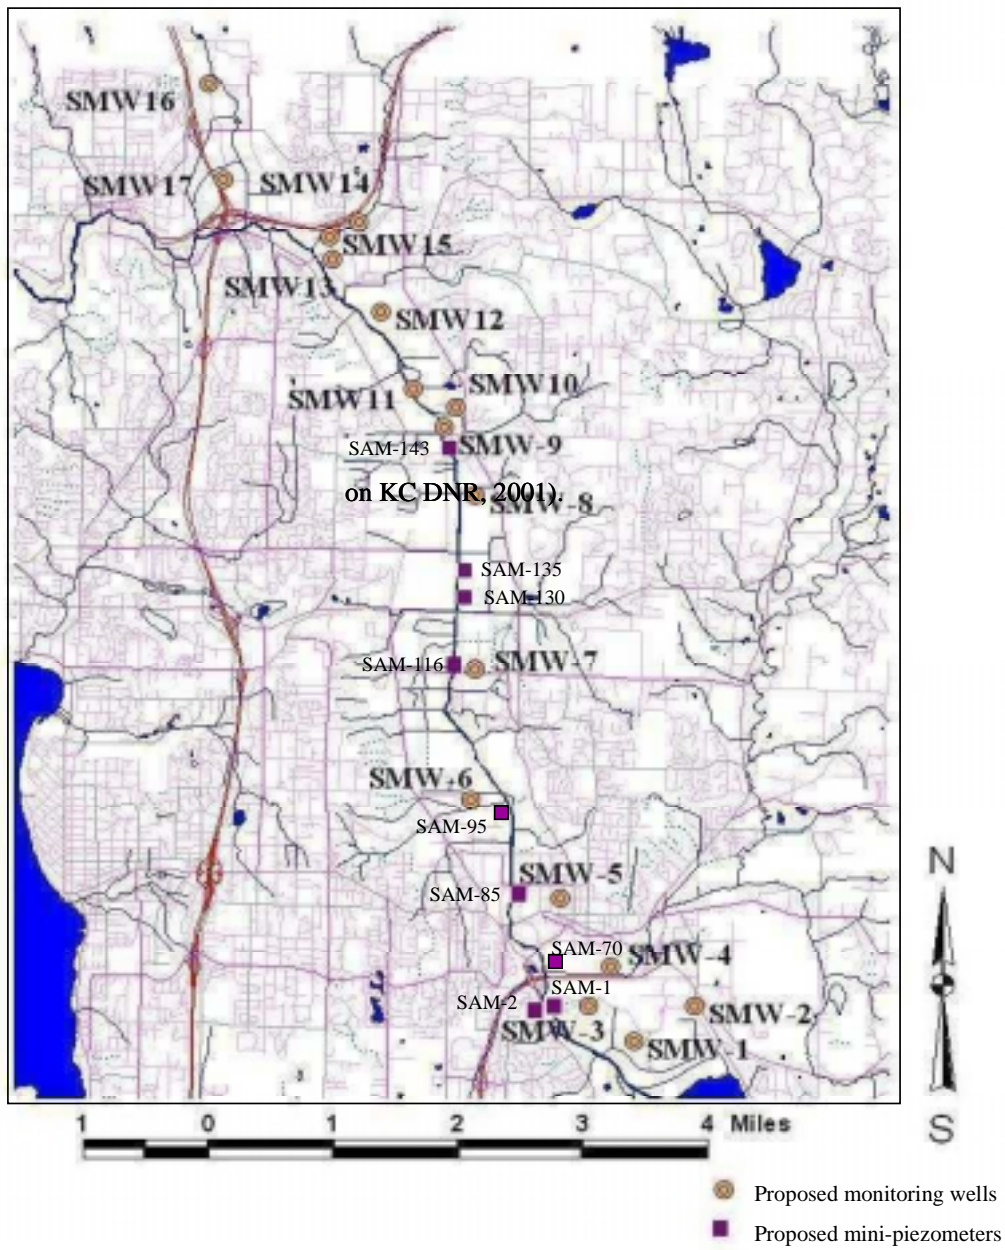 SMW16
SMW17
SMW14
SMW15
SMW13
SMW12
SMW10
SMW11
SAM-143
SMW-9
on KC DNR, 2001).
SMW-8
SAM-135
SAM-130
SAM-116
SMW-7
SMW-6
SAM-95
SMW-5
SAM-85
SAM-70
SMW-4
SAM-1
SAM-2
SMW-2
SMW-3
SMW-1
N
S
1 0 1 2 3 4 Miles
Proposed monitoring wells
Proposed mini-piezometers